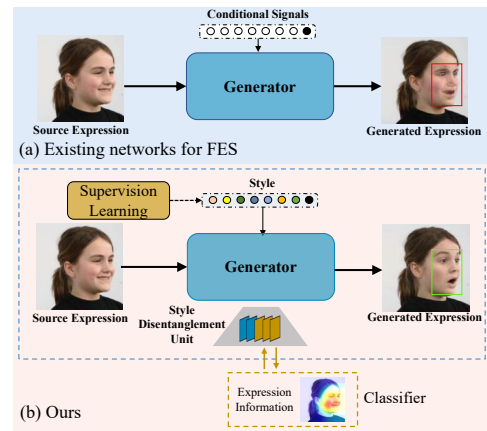 Conditional Signals
Generator
Source Expression
Generated Expression
(a) Existing networks for FES
Supervision
Learning
Style
Generator
Source Expression
Style
Disentanglement
Unit
Generated Expression
Expression
Information
Classifier
(b) Ours